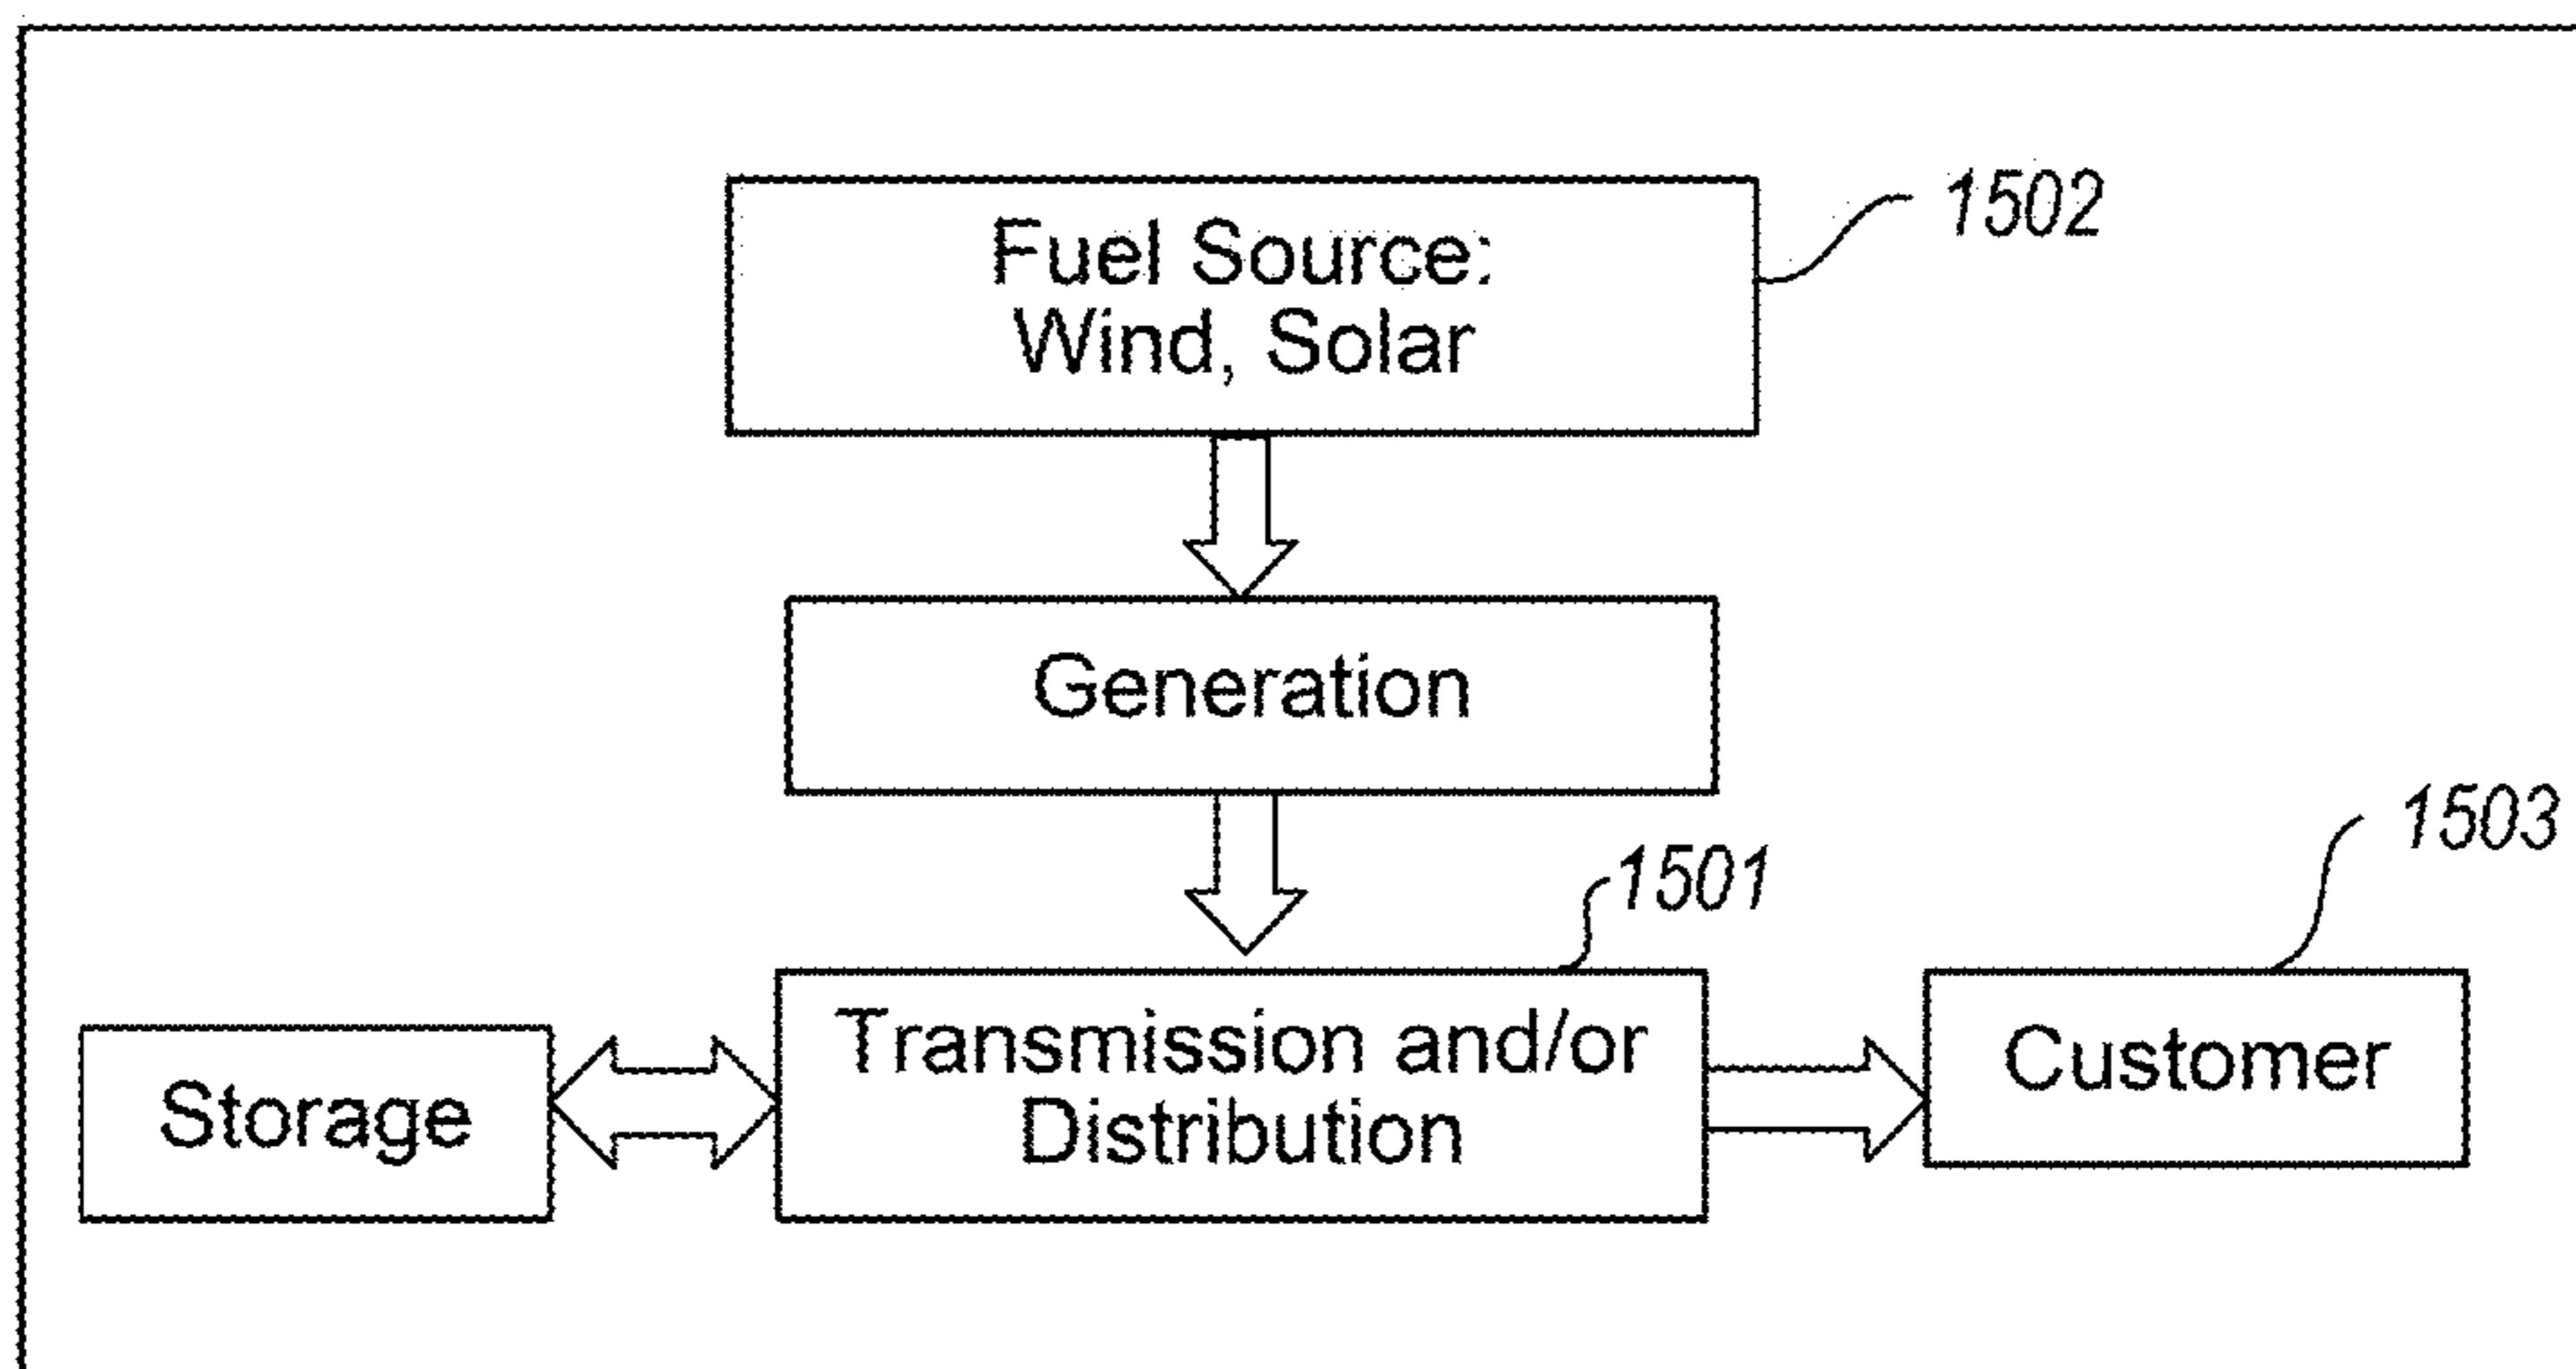 1502
Fuel Source:
Wind, Solar
Generation
1503
1501
Transmission and/or
Distribution
Customer
Storage